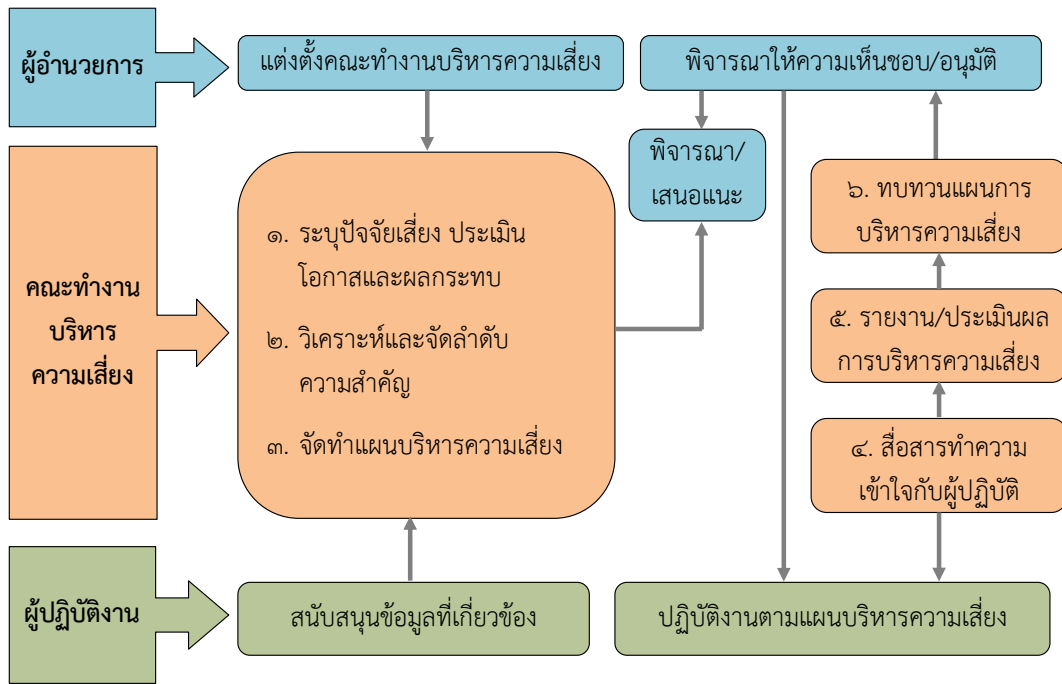 ผู้อำนวยการ
แต่งตั้งคณะทำงานบริหารความเสี่ยง
พิจารณาให้ความเห็นชอบ/อนุมัติ
พิจารณา/
เสนอแนะ
คณะทำงาน
บริหาร
ความเสี่ยง
๑. ระบุปัจจัยเสี่ยง ประเมิน
โอกาสและผลกระทบ
๒. วิเคราะห์และจัดลำดับ
ความสำคัญ
๓. จัดทำแผนบริหารความเสี่ยง
๖. ทบทวนแผนการ
บริหารความเสี่ยง
๕. รายงาน/ประเมินผล
การบริหารความเสี่ยง
๔. สื่อสารทำความ
เข้าใจกับผู้ปฏิบัติ
ผู้ปฏิบัติงาน
สนับสนุนข้อมูลที่เกี่ยวข้อง
ปฏิบัติงานตามแผนบริหารความเสี่ยง